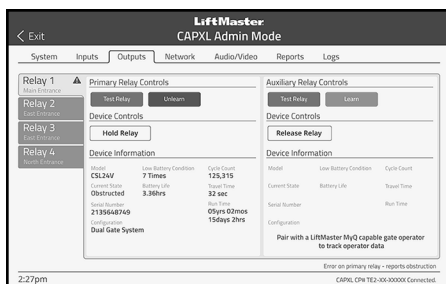 LiftMaster
Exit
CAPXL Admin Mode
System Inputs Outputs Network Audio/Video Reports Logs
Relay 1
Main Entrance
Relay 2
East Entrance
Relay 3
East Entrance
Relay 4
North Entrance
Primary Relay Controls
Test Relay Unlearn
Device Controls
Hold Relay
Device Information
Model Low Battery Condition Cycle Count
CSL24V 7 Times 125,315
Current State Battery Life Travel Time
Obstructed 3.36hrs 32 sec
Serial Number Run Time
2135648749 05yrs 02mos
15days 2hrs
Configuration
Dual Gate System
Auxiliary Relay Controls
Test Relay Learn
Device Controls
Release Relay
Device Information
Model Low Battery Condition Cycle Count
Current State Battery Life Travel Time
Serial Number Run Time
Configuration
Pair with a LiftMaster MyQ capable gate operator
to track operator data
Error on primary relay - reports obstruction
2:27pm
CAPXL CP# TE2-XX-XXXXX Connected.